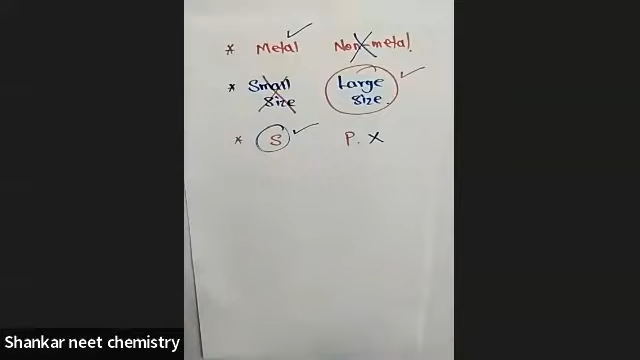 * Metal Non-metal.
* Small Large
size size.
* S P. X
Shankar neet chemistry